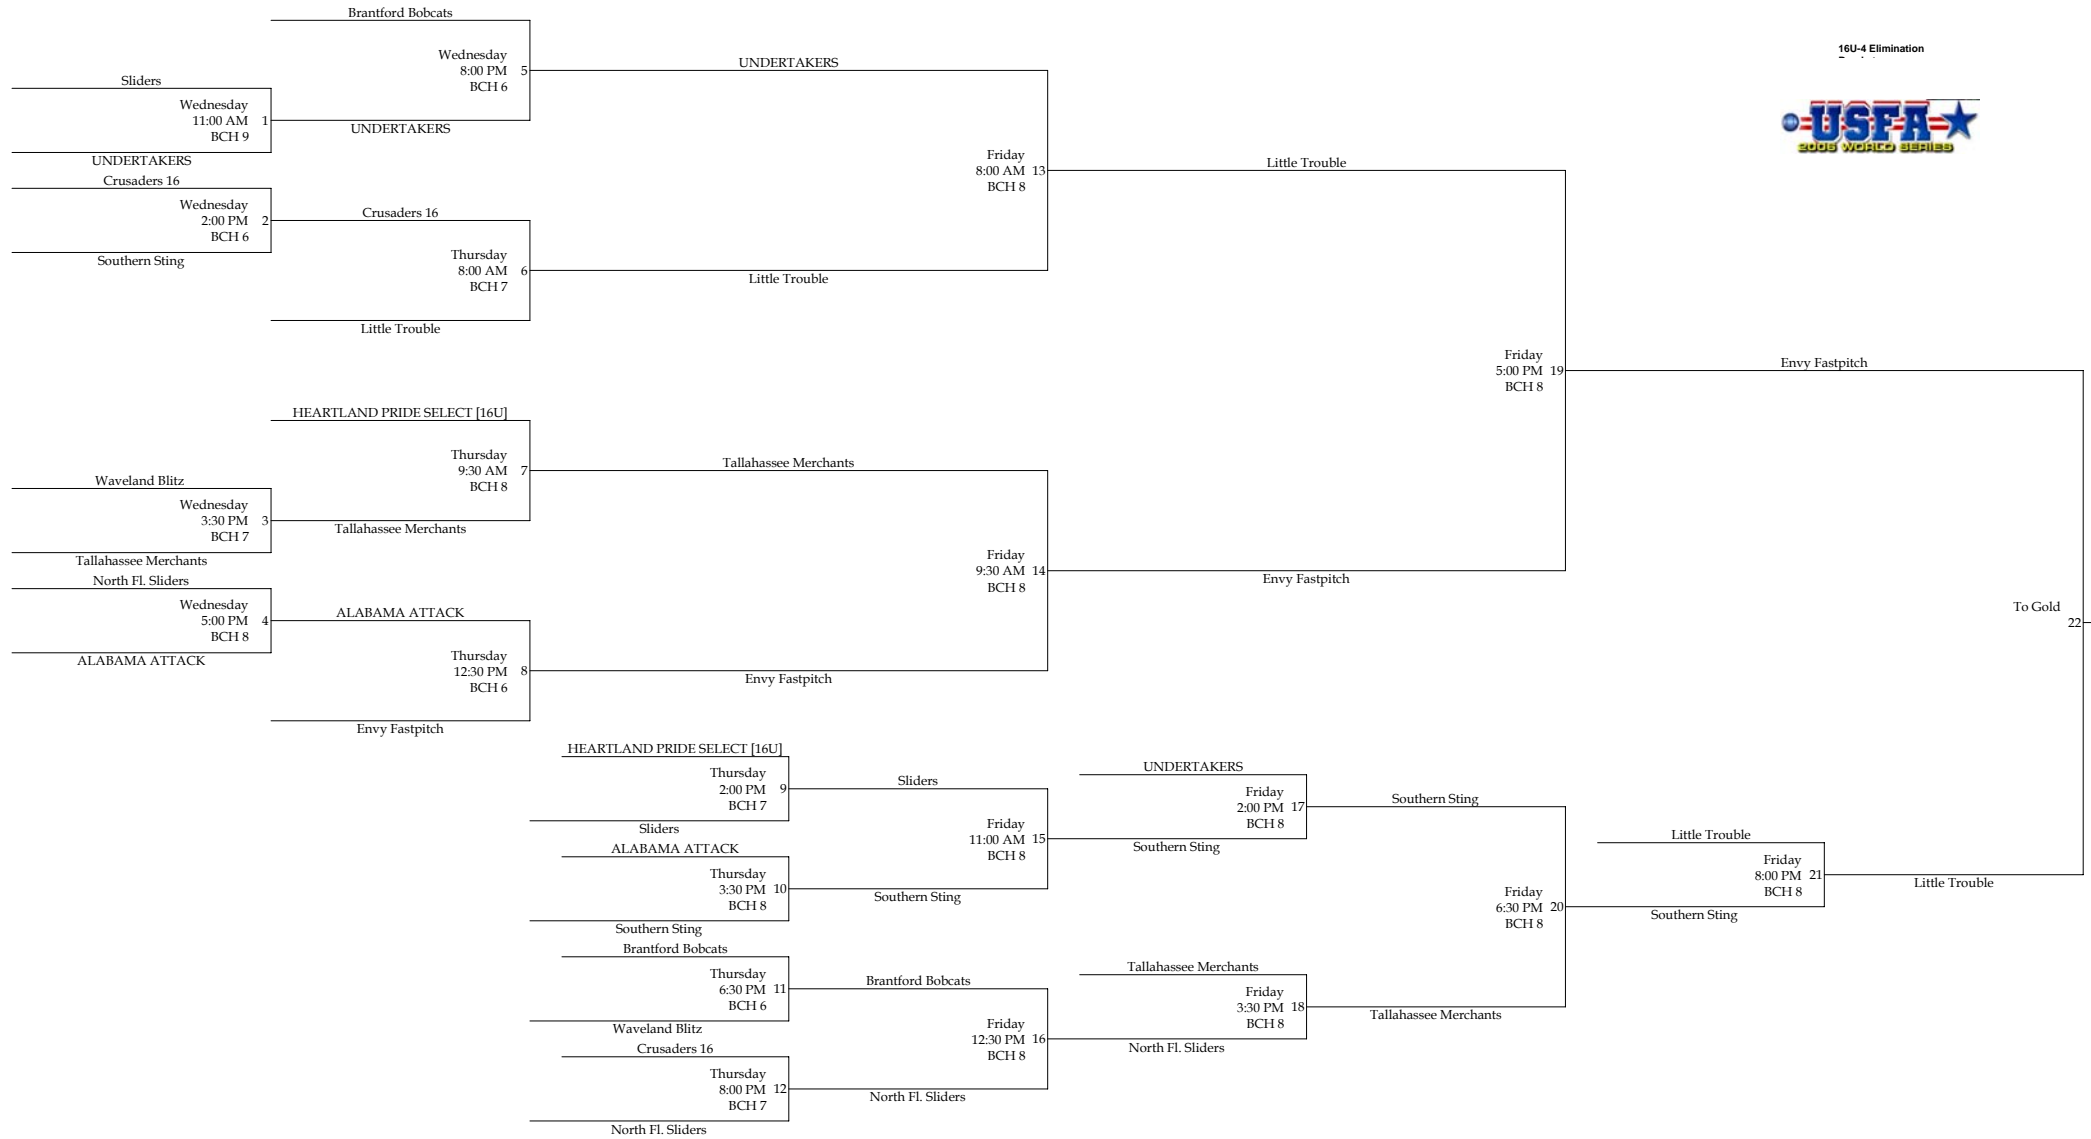 Brantford Bobcats
Wednesday
8:00 PM 5
BCH 6
UNDERTAKERS
16U-4 Elimination
USFA
2006 WORLD SERIES
Sliders
Wednesday
11:00 AM 1
BCH 9
UNDERTAKERS
UNDERTAKERS
Crusaders 16
Wednesday
2:00 PM 2
BCH 6
Southern Sting
Crusaders 16
Thursday
8:00 AM 6
BCH 7
Little Trouble
Little Trouble
Friday
8:00 AM 13
BCH 8
Little Trouble
HEARTLAND PRIDE SELECT [16U]
Thursday
9:30 AM 7
BCH 8
Tallahassee Merchants
Waveland Blitz
Wednesday
3:30 PM 3
BCH 7
Tallahassee Merchants
Tallahassee Merchants
North Fl. Sliders
Wednesday
5:00 PM 4
BCH 8
ALABAMA ATTACK
ALABAMA ATTACK
Thursday
12:30 PM 8
BCH 6
Envy Fastpitch
Envy Fastpitch
Friday
9:30 AM 14
BCH 8
Envy Fastpitch
Friday
5:00 PM 19
BCH 8
Envy Fastpitch
To Gold
22
HEARTLAND PRIDE SELECT [16U]
Thursday
2:00 PM 9
BCH 7
Sliders
Sliders
ALABAMA ATTACK
Thursday
3:30 PM 10
BCH 8
Southern Sting
Southern Sting
Friday
11:00 AM 15
BCH 8
UNDERTAKERS
Friday
2:00 PM 17
BCH 8
Southern Sting
Southern Sting
Brantford Bobcats
Thursday
6:30 PM 11
BCH 6
Waveland Blitz
Brantford Bobcats
Crusaders 16
Thursday
8:00 PM 12
BCH 7
North Fl. Sliders
North Fl. Sliders
Friday
12:30 PM 16
BCH 8
Tallahassee Merchants
Friday
3:30 PM 18
BCH 8
North Fl. Sliders
Tallahassee Merchants
Friday
6:30 PM 20
BCH 8
Little Trouble
Friday
8:00 PM 21
BCH 8
Southern Sting
Little Trouble